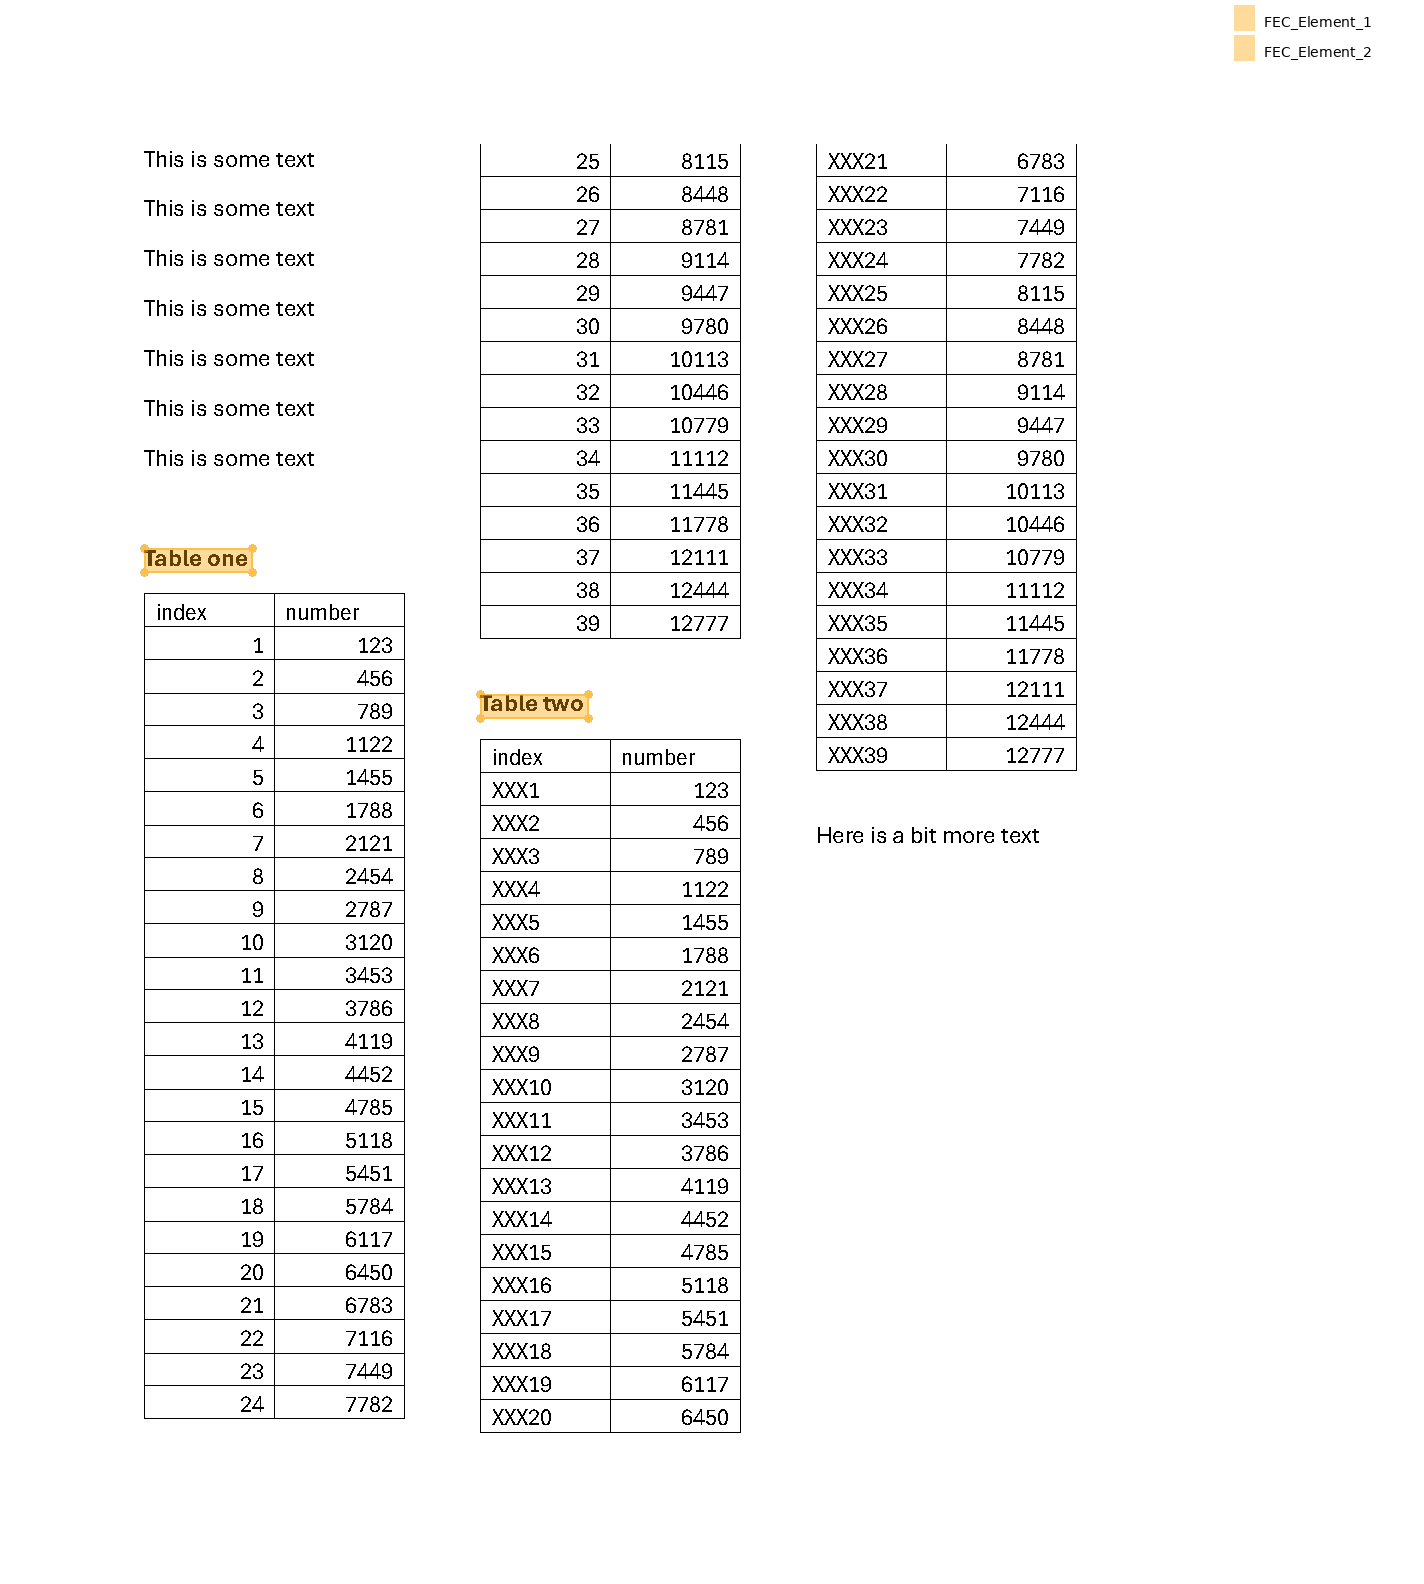 FEC_Element_1
FEC_Element_2
This is some text
This is some text
This is some text
This is some text
This is some text
This is some text
This is some text
Table one
index number
1 123
2 456
3 789
4 1122
5 1455
6 1788
7 2121
8 2454
9 2787
10 3120
11 3453
12 3786
13 4119
14 4452
15 4785
16 5118
17 5451
18 5784
19 6117
20 6450
21 6783
22 7116
23 7449
24 7782
25 8115
26 8448
27 8781
28 9114
29 9447
30 9780
31 10113
32 10446
33 10779
34 11112
35 11445
36 11778
37 12111
38 12444
39 12777
Table two
index number
XXX1 123
XXX2 456
XXX3 789
XXX4 1122
XXX5 1455
XXX6 1788
XXX7 2121
XXX8 2454
XXX9 2787
XXX10 3120
XXX11 3453
XXX12 3786
XXX13 4119
XXX14 4452
XXX15 4785
XXX16 5118
XXX17 5451
XXX18 5784
XXX19 6117
XXX20 6450
XXX21 6783
XXX22 7116
XXX23 7449
XXX24 7782
XXX25 8115
XXX26 8448
XXX27 8781
XXX28 9114
XXX29 9447
XXX30 9780
XXX31 10113
XXX32 10446
XXX33 10779
XXX34 11112
XXX35 11445
XXX36 11778
XXX37 12111
XXX38 12444
XXX39 12777
Here is a bit more text